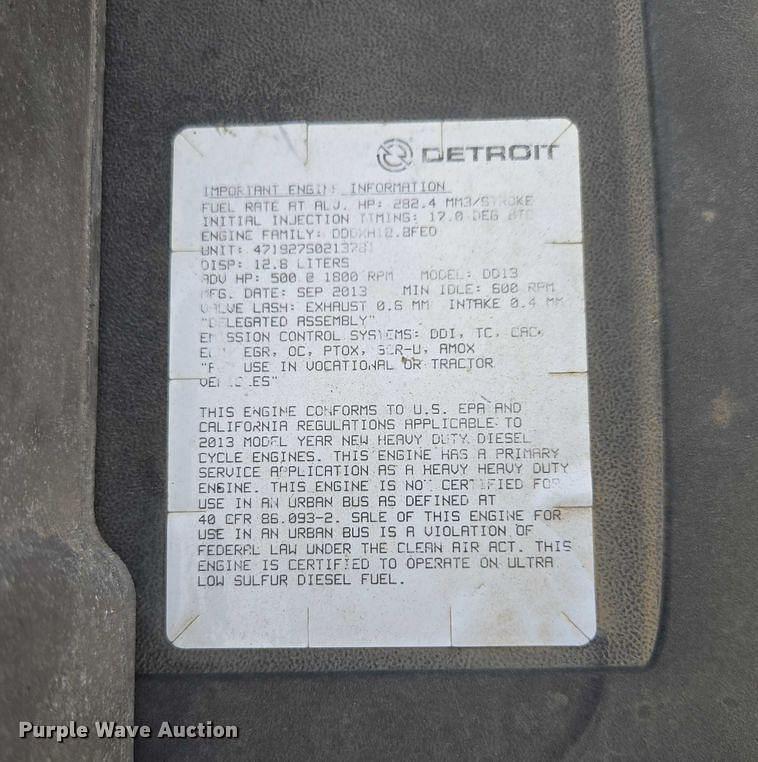 DETROIT
IMPORTANT ENGINE INFORMATION
FUEL RATE AT HP: 282.4 MM3/STROKE
INITIAL INJECTION TIMING: 17.0 DEG BTC
ENGINE FAMILY: DDDXH12.8FED
UNIT:
DISP: 12.8 LITERS
ADV HP: 500 @ 1800 RPM MODEL: DD13
MFG. DATE: SEP 2013 MIN IDLE: 600 RPM
VALVE LASH: EXHAUST 0.6 MM INTAKE 0.4 MM
"DELEGATED ASSEMBLY"
EMISSION CONTROL SYSTEMS: DDI, TC, CAC,
EGR, OC, PTOX, SCR-U, AMOX
"FOR USE IN VOCATIONAL OR TRACTOR
VEHICLES"
THIS ENGINE CONFORMS TO U.S. EPA AND
CALIFORNIA REGULATIONS APPLICABLE TO
2013 MODEL YEAR NEW HEAVY DUTY DIESEL
CYCLE ENGINES. THIS ENGINE HAS A PRIMARY
SERVICE APPLICATION AS A HEAVY HEAVY DUTY
ENGINE. THIS ENGINE IS NOT CERTIFIED FOR
USE IN AN URBAN BUS AS DEFINED AT
40 CFR 86.093-2. SALE OF THIS ENGINE FOR
USE IN AN URBAN BUS IS A VIOLATION OF
FEDERAL LAW UNDER THE CLEAN AIR ACT. THIS
ENGINE IS CERTIFIED TO OPERATE ON ULTRA
LOW SULFUR DIESEL FUEL.
Purple Wave Auction